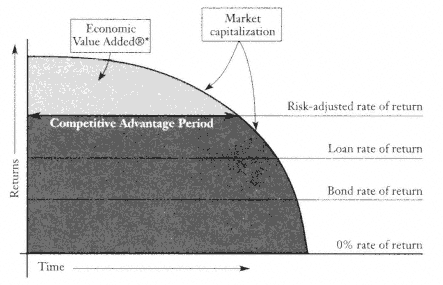 Economic
Value Added®*
Market
capitalization
Risk-adjusted rate of return
Competitive Advantage Period
Loan rate of return
Bond rate of return
0% rate of return
Returns
Time